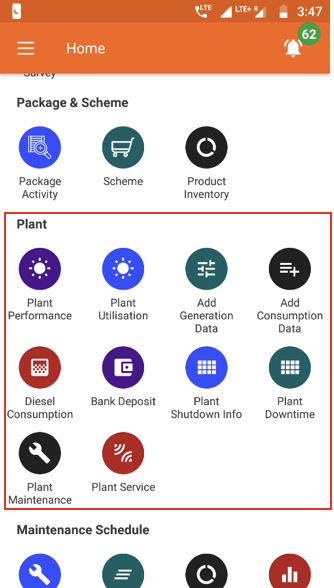 LTE LTE+ R 3:47
Home
62
Survey
Package & Scheme
Package
Activity
Scheme
Product
Inventory
Plant
Plant
Performance
Plant
Utilisation
Add
Generation
Data
Add
Consumption
Data
Diesel
Consumption
Bank Deposit
Plant
Shutdown Info
Plant
Downtime
Plant
Maintenance
Plant Service
Maintenance Schedule